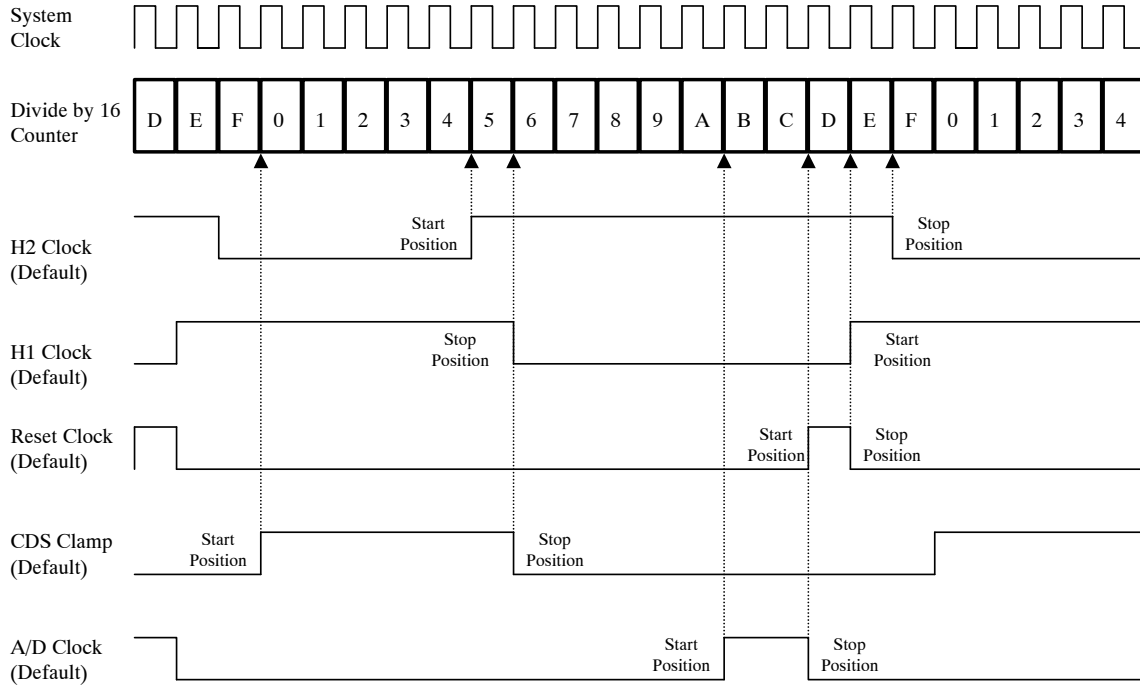 System
Clock
Divide by 16
Counter
D E F 0 1 2 3 4 5 6 7 8 9 A B C D E F 0 1 2 3 4
H2 Clock
(Default)
Start
Position
Stop
Position
H1 Clock
(Default)
Stop
Position
Start
Position
Reset Clock
(Default)
Start
Position
Stop
Position
CDS Clamp
(Default)
Start
Position
Stop
Position
A/D Clock
(Default)
Start
Position
Stop
Position